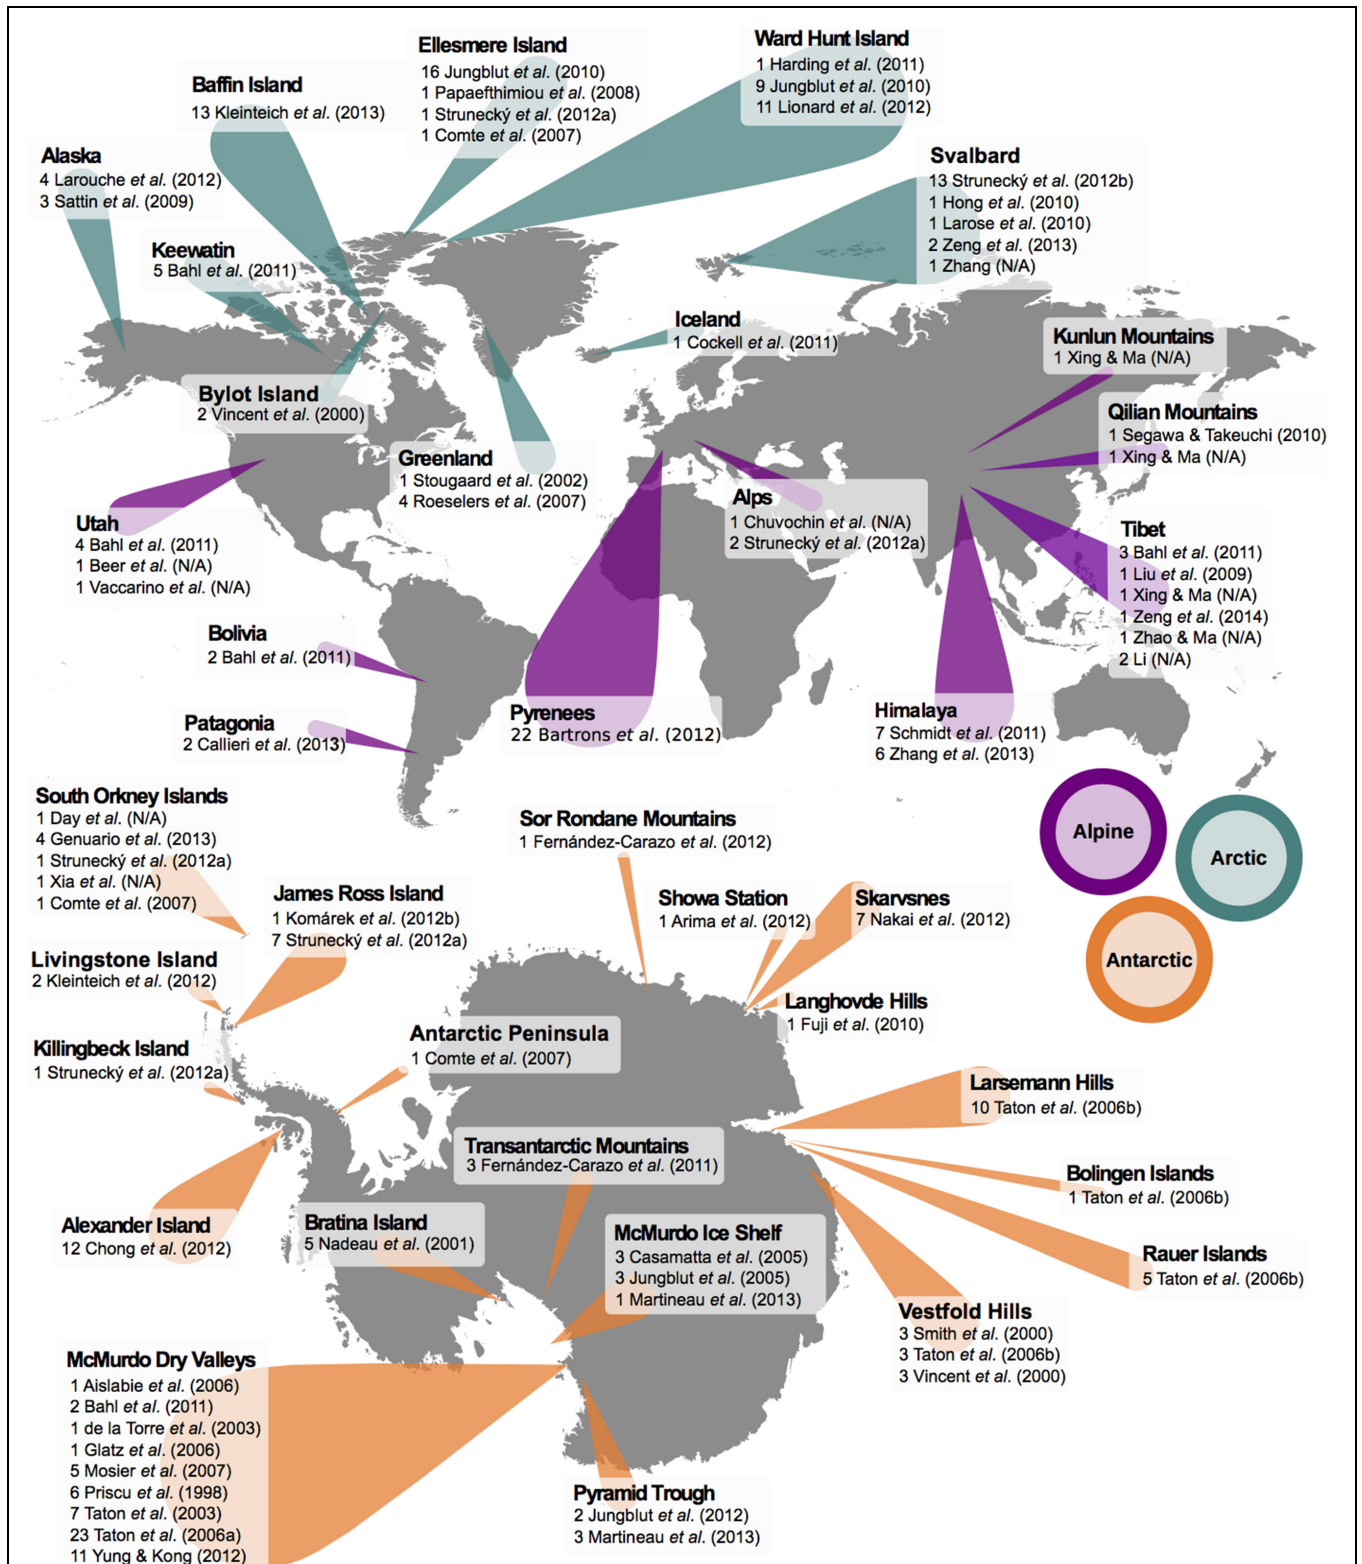 Ellesmere Island
16 Jungblut et al. (2010)
1 Papaefthimiou et al. (2008)
1 Strunecký et al. (2012a)
1 Comte et al. (2007)
Ward Hunt Island
1 Harding et al. (2011)
9 Jungblut et al. (2010)
11 Lionard et al. (2012)
Baffin Island
13 Kleinteich et al. (2013)
Alaska
4 Larouche et al. (2012)
3 Sattin et al. (2009)
Svalbard
13 Strunecký et al. (2012b)
1 Hong et al. (2010)
1 Larose et al. (2010)
2 Zeng et al. (2013)
1 Zhang (N/A)
Keewatin
5 Bahl et al. (2011)
Iceland
1 Cockell et al. (2011)
Kunlun Mountains
1 Xing & Ma (N/A)
Bylot Island
2 Vincent et al. (2000)
Qilian Mountains
1 Segawa & Takeuchi (2010)
1 Xing & Ma (N/A)
Greenland
1 Stougaard et al. (2002)
4 Roeselers et al. (2007)
Alps
1 Chuvochin et al. (N/A)
2 Strunecký et al. (2012a)
Utah
4 Bahl et al. (2011)
1 Beer et al. (N/A)
1 Vaccarino et al. (N/A)
Tibet
3 Bahl et al. (2011)
1 Liu et al. (2009)
1 Xing & Ma (N/A)
1 Zeng et al. (2014)
1 Zhao & Ma (N/A)
2 Li (N/A)
Bolivia
2 Bahl et al. (2011)
Patagonia
2 Callieri et al. (2013)
Pyrenees
22 Bartrons et al. (2012)
Himalaya
7 Schmidt et al. (2011)
6 Zhang et al. (2013)
Alpine
Arctic
Antarctic
South Orkney Islands
1 Day et al. (N/A)
4 Genuario et al. (2013)
1 Strunecký et al. (2012a)
1 Xia et al. (N/A)
1 Comte et al. (2007)
Sor Rondane Mountains
1 Fernández-Carazo et al. (2012)
James Ross Island
1 Komárek et al. (2012b)
7 Strunecký et al. (2012a)
Showa Station
1 Arima et al. (2012)
Skarvsnes
7 Nakai et al. (2012)
Livingstone Island
2 Kleinteich et al. (2012)
Langhovde Hills
1 Fuji et al. (2010)
Antarctic Peninsula
1 Comte et al. (2007)
Killingbeck Island
1 Strunecký et al. (2012a)
Larsemann Hills
10 Taton et al. (2006b)
Transantarctic Mountains
3 Fernández-Carazo et al. (2011)
Bolingen Islands
1 Taton et al. (2006b)
Alexander Island
12 Chong et al. (2012)
Bratina Island
5 Nadeau et al. (2001)
McMurdo Ice Shelf
3 Casamatta et al. (2005)
3 Jungblut et al. (2005)
1 Martineau et al. (2013)
Rauer Islands
5 Taton et al. (2006b)
Vestfold Hills
3 Smith et al. (2000)
3 Taton et al. (2006b)
3 Vincent et al. (2000)
McMurdo Dry Valleys
1 Aislabie et al. (2006)
2 Bahl et al. (2011)
1 de la Torre et al. (2003)
1 Glatz et al. (2006)
5 Mosier et al. (2007)
6 Priscu et al. (1998)
7 Taton et al. (2003)
23 Taton et al. (2006a)
11 Yung & Kong (2012)
Pyramid Trough
2 Jungblut et al. (2012)
3 Martineau et al. (2013)